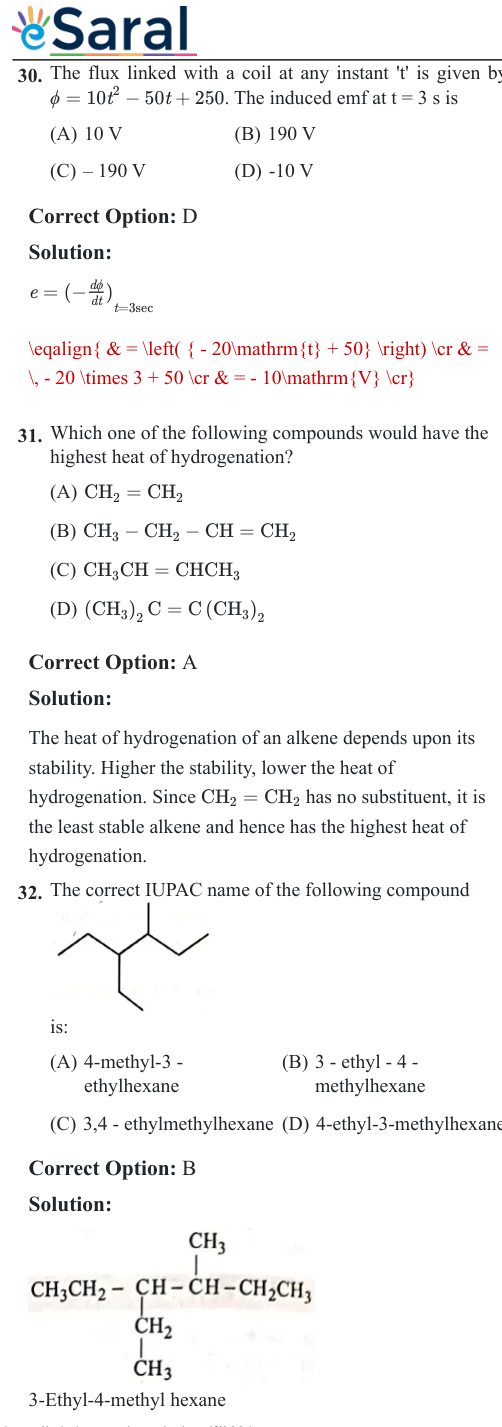 eSaral
30. The flux linked with a coil at any instant 't' is given by
ϕ = 10t² − 50t + 250. The induced emf at t = 3 s is
(A) 10 V (B) 190 V
(C) – 190 V (D) -10 V
Correct Option: D
Solution:
e = (−dϕ/dt)t=3sec
\eqalign{ & = \left( { - 20\mathrm{t} + 50} \right) \cr & =
\, - 20 \times 3 + 50 \cr & = - 10\mathrm{V} \cr}
31. Which one of the following compounds would have the
highest heat of hydrogenation?
(A) CH₂ = CH₂
(B) CH₃ − CH₂ − CH = CH₂
(C) CH₃CH = CHCH₃
(D) (CH₃)₂ C = C (CH₃)₂
Correct Option: A
Solution:
The heat of hydrogenation of an alkene depends upon its
stability. Higher the stability, lower the heat of
hydrogenation. Since CH₂ = CH₂ has no substituent, it is
the least stable alkene and hence has the highest heat of
hydrogenation.
32. The correct IUPAC name of the following compound
is:
(A) 4-methyl-3 - (B) 3 - ethyl - 4 -
ethylhexane methylhexane
(C) 3,4 - ethylmethylhexane (D) 4-ethyl-3-methylhexane
Correct Option: B
Solution:
CH₃
|
CH₃CH₂ – CH – CH – CH₂CH₃
|
CH₂
|
CH₃
3-Ethyl-4-methyl hexane